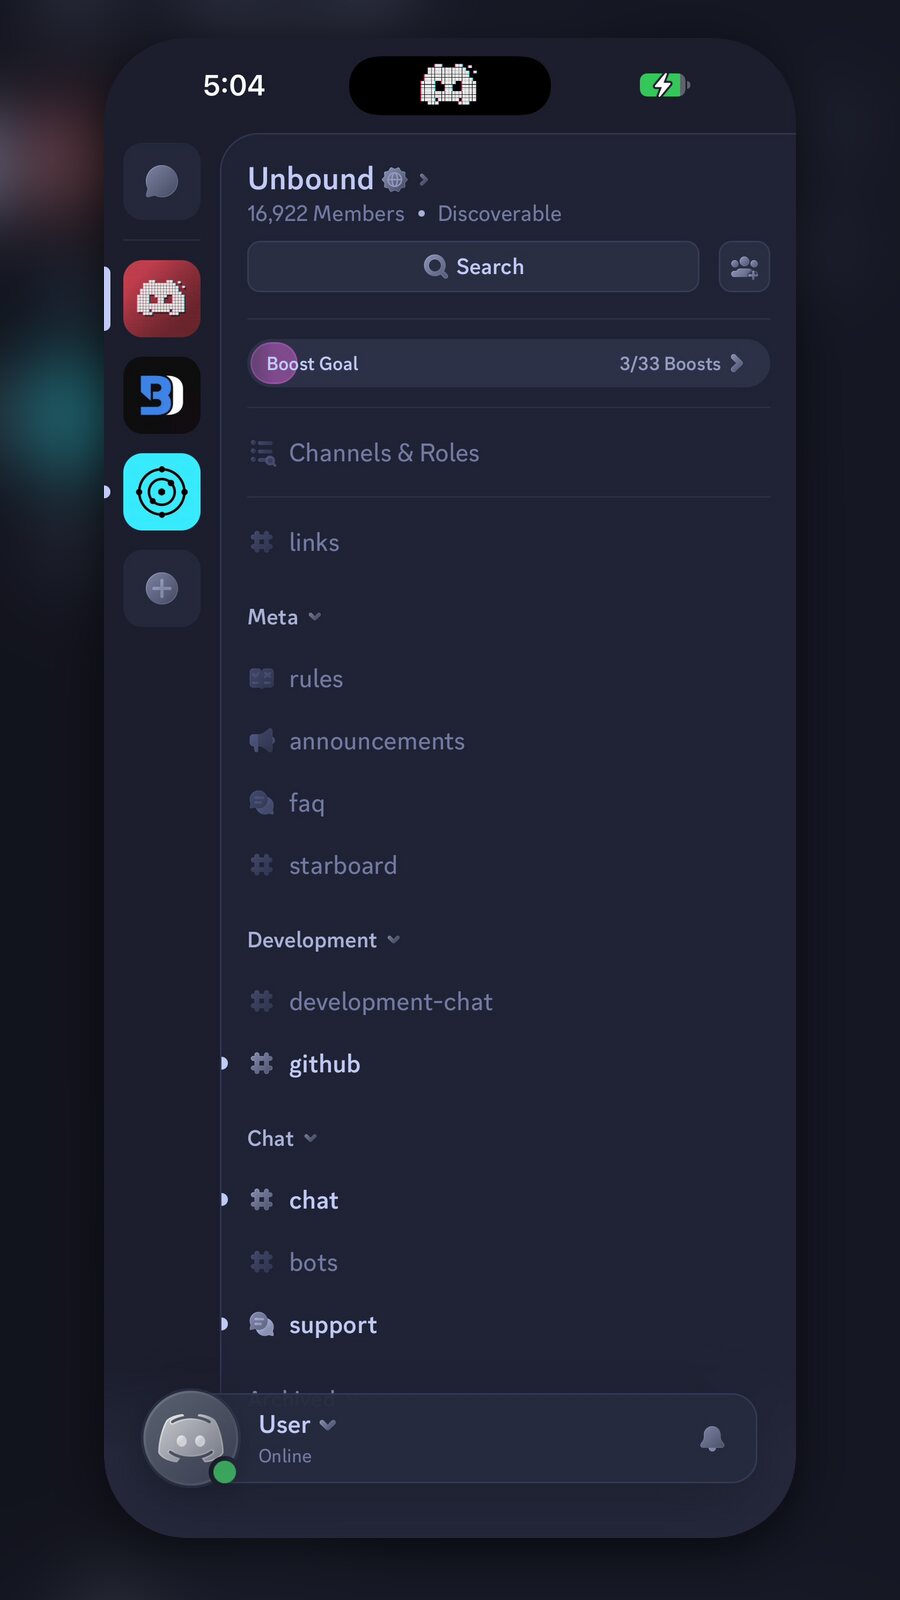 5:04
Unbound
16,922 Members • Discoverable
Search
Boost Goal 3/33 Boosts
Channels & Roles
links
Meta
rules
announcements
faq
starboard
Development
development-chat
github
Chat
chat
bots
support
Archived
User
Online